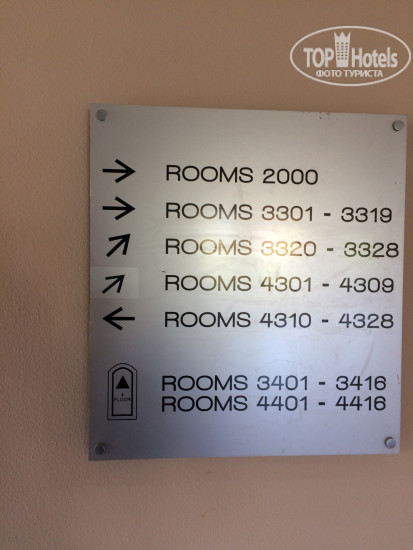 TOP Hotels
ФОТО ТУРИСТА
→ ROOMS 2000
→ ROOMS 3301 - 3319
↗ ROOMS 3320 - 3328
↗ ROOMS 4301 - 4309
← ROOMS 4310 - 4328
ROOMS 3401 - 3416
FLOOR
ROOMS 4401 - 4416